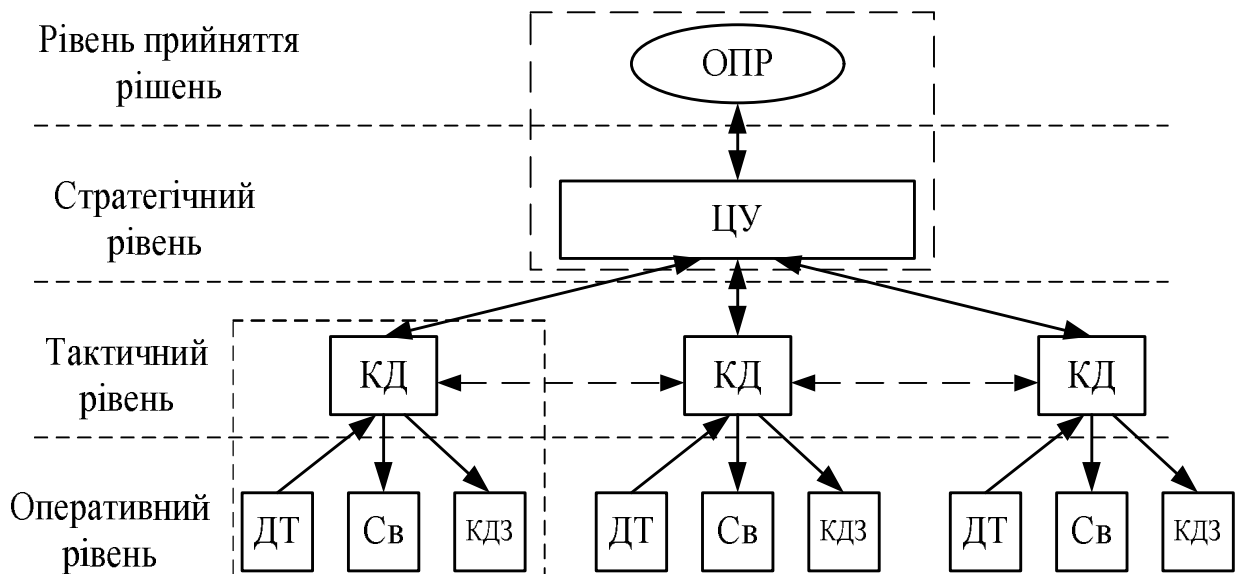 Рівень прийняття
рішень
ОПР
Стратегічний
рівень
ЦУ
Тактичний
рівень
КД
КД
КД
Оперативний
рівень
ДТ
Св
КДЗ
ДТ
Св
КДЗ
ДТ
Св
КДЗ